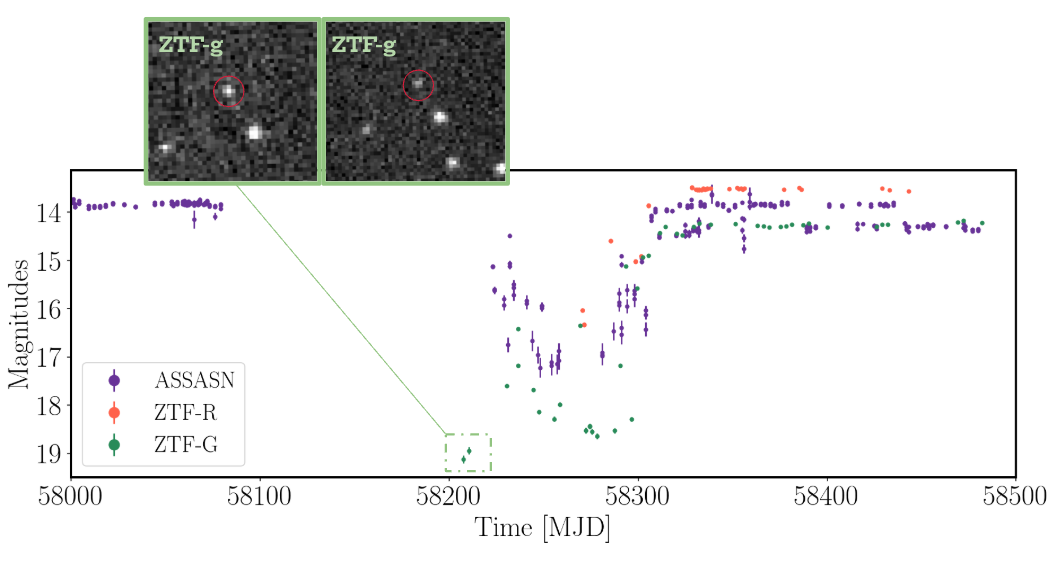 ZTF-g
ZTF-g
14
15
16
17
18
19
Magnitudes
ASSASN
ZTF-R
ZTF-G
58000
58100
58200
58300
58400
58500
Time [MJD]